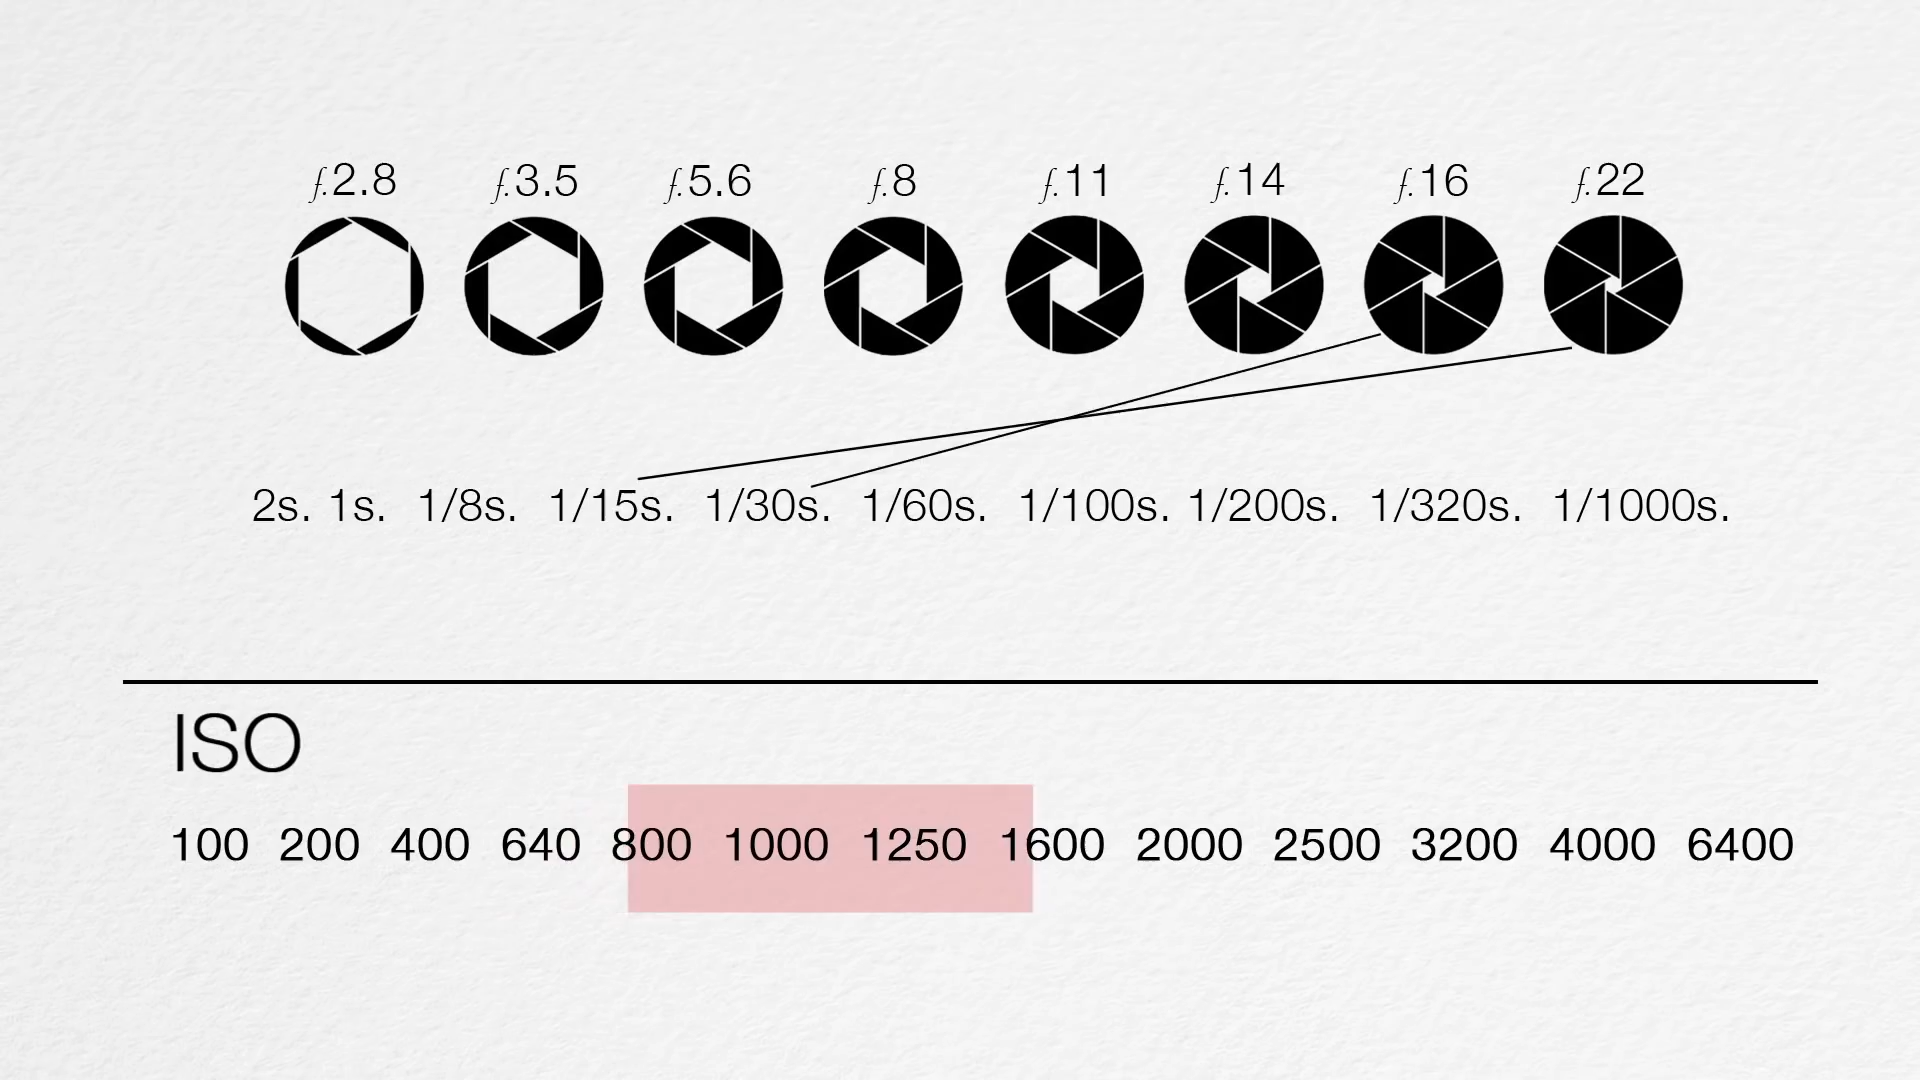 f.2.8 f.3.5 f.5.6 f.8 f.11 f.14 f.16 f.22
2s. 1s. 1/8s. 1/15s. 1/30s. 1/60s. 1/100s. 1/200s. 1/320s. 1/1000s.
ISO
100 200 400 640 800 1000 1250 1600 2000 2500 3200 4000 6400